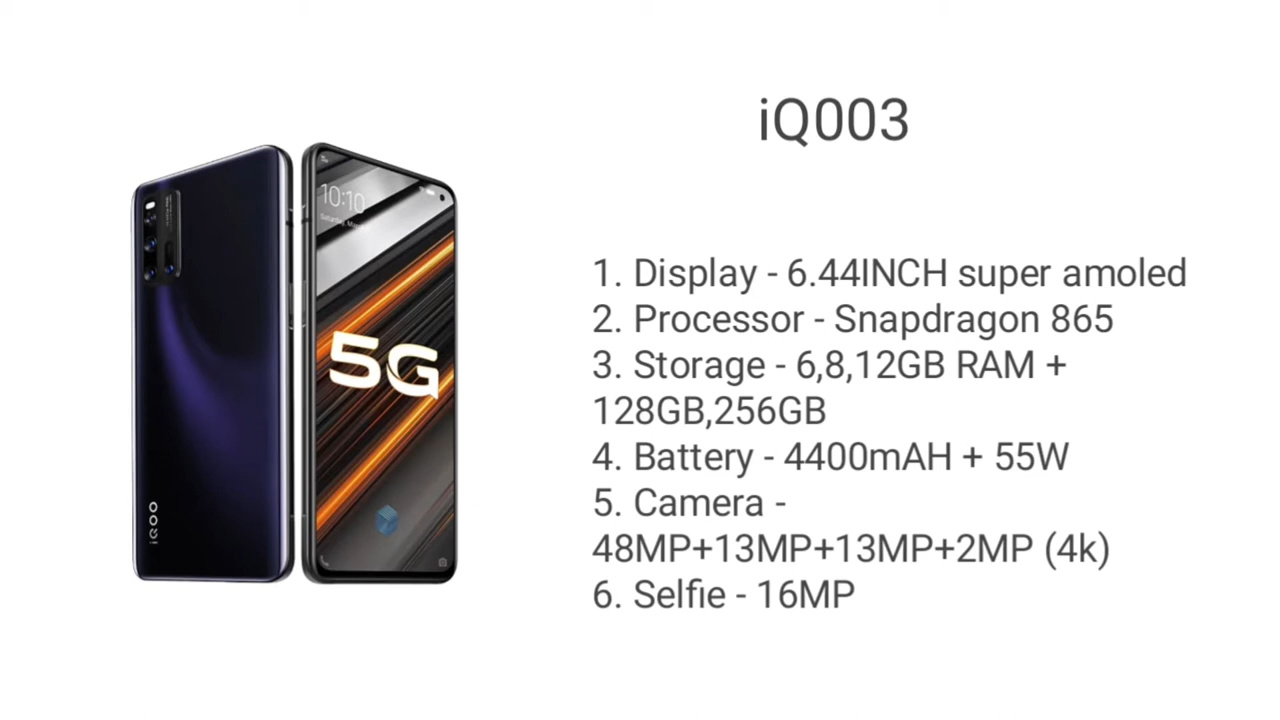 iQ003
1. Display - 6.44INCH super amoled
2. Processor - Snapdragon 865
3. Storage - 6,8,12GB RAM +
128GB,256GB
4. Battery - 4400mAH + 55W
5. Camera -
48MP+13MP+13MP+2MP (4k)
6. Selfie - 16MP
iQOO
10:10
5G